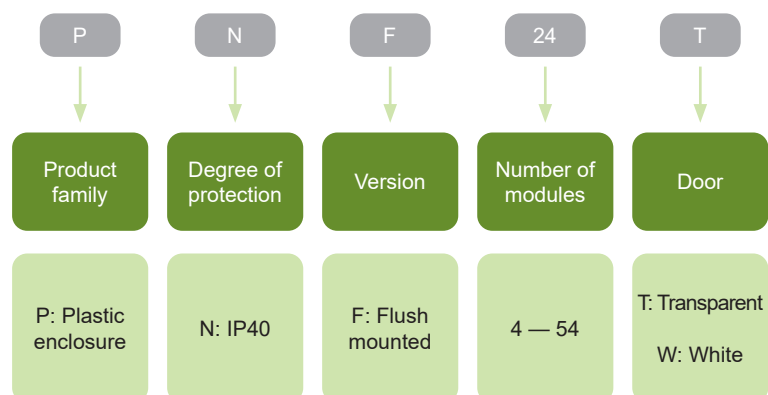 P
N
F
24
T
Product
family
Degree of
protection
Version
Number of
modules
Door
P: Plastic
enclosure
N: IP40
F: Flush
mounted
4 — 54
T: Transparent
W: White